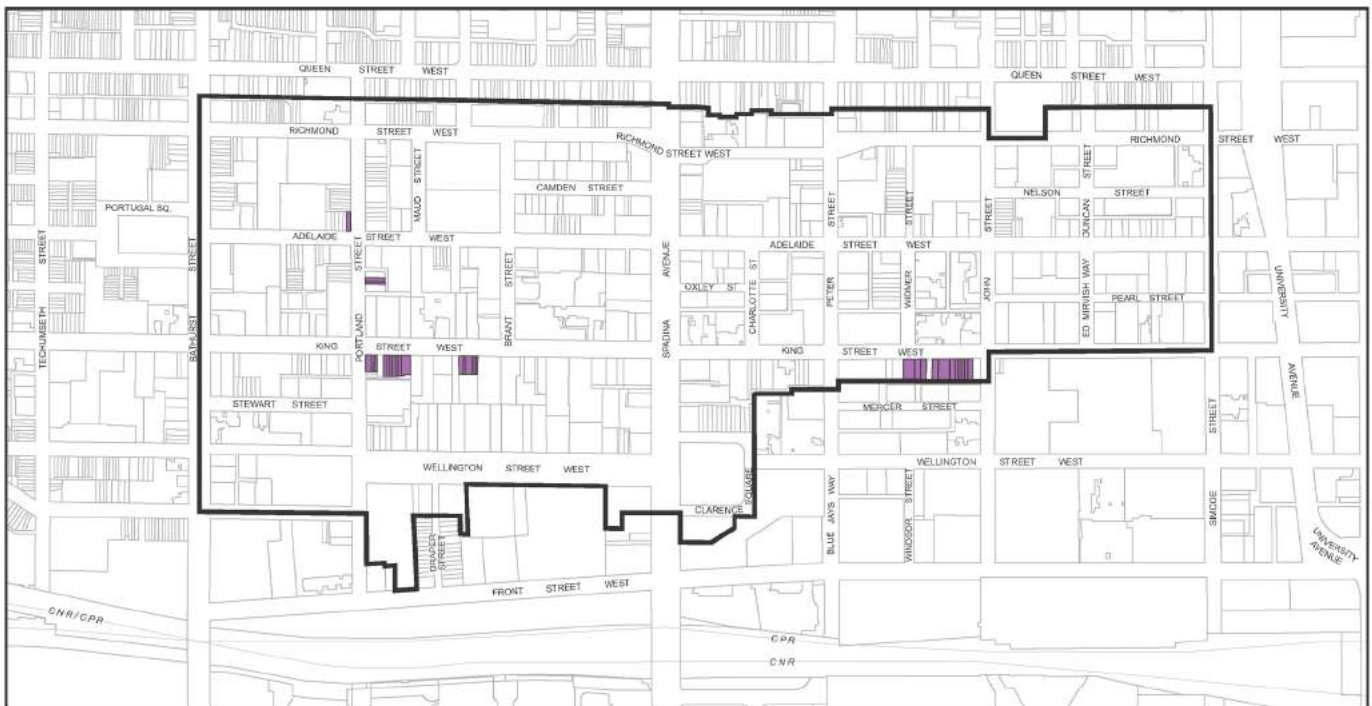 QUEEN STREET WEST
QUEEN STREET WEST
RICHMOND STREET WEST
RICHMOND STREET WEST
RICHMOND STREET WEST
MAUD STREET
CAMDEN STREET
NELSON STREET
DUNCAN STREET
PORTUGAL SQ.
ADELAIDE STREET WEST
ADELAIDE STREET WEST
TECHUMSETH STREET
BATHURST STREET
PORTLAND STREET
BRANT STREET
SPADINA AVENUE
OXLEY ST
CHARLOTTE ST
PETER STREET
WIDMER STREET
JOHN STREET
ED MIRVISH WAY
PEARL STREET
UNIVERSITY AVENUE
KING STREET WEST
KING STREET WEST
STEWART STREET
MERCER STREET
WELLINGTON STREET WEST
WELLINGTON STREET WEST
CLARENCE SQUARE
BLUE JAYS WAY
WINDSOR STREET
SIMCOE STREET
UNIVERSITY AVENUE
DRAPER STREET
FRONT STREET WEST
CNR/CPR
CPR
CNR